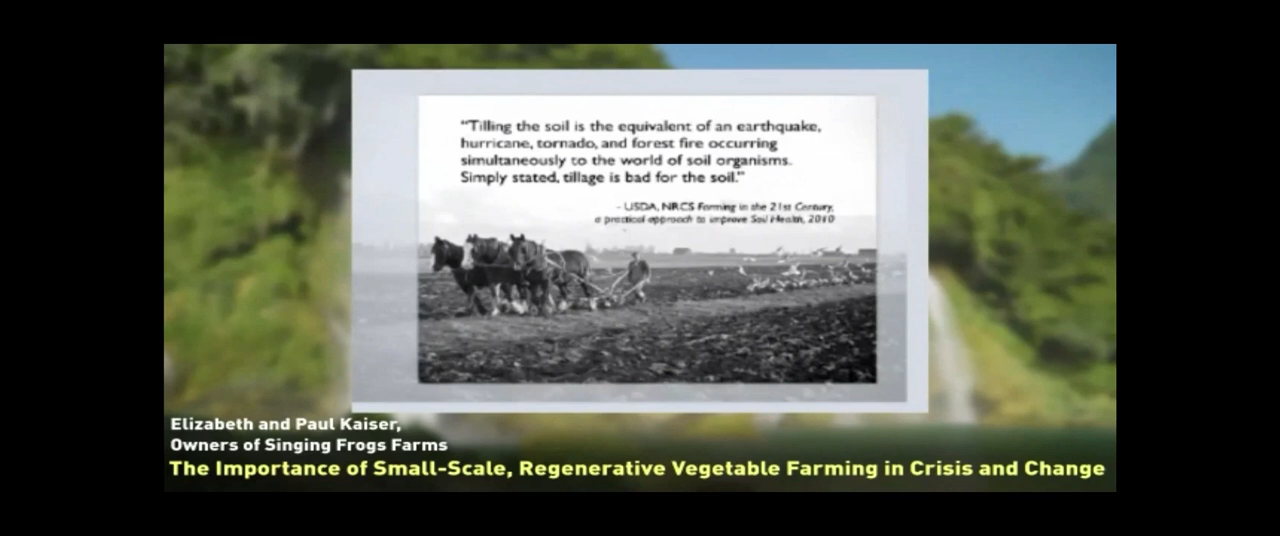 "Tilling the soil is the equivalent of an earthquake,
hurricane, tornado, and forest fire occurring
simultaneously to the world of soil organisms.
Simply stated, tillage is bad for the soil."
- USDA, NRCS Farming in the 21st Century,
a practical approach to improve Soil Health, 2010
Elizabeth and Paul Kaiser,
Owners of Singing Frogs Farms
The Importance of Small-Scale, Regenerative Vegetable Farming in Crisis and Change